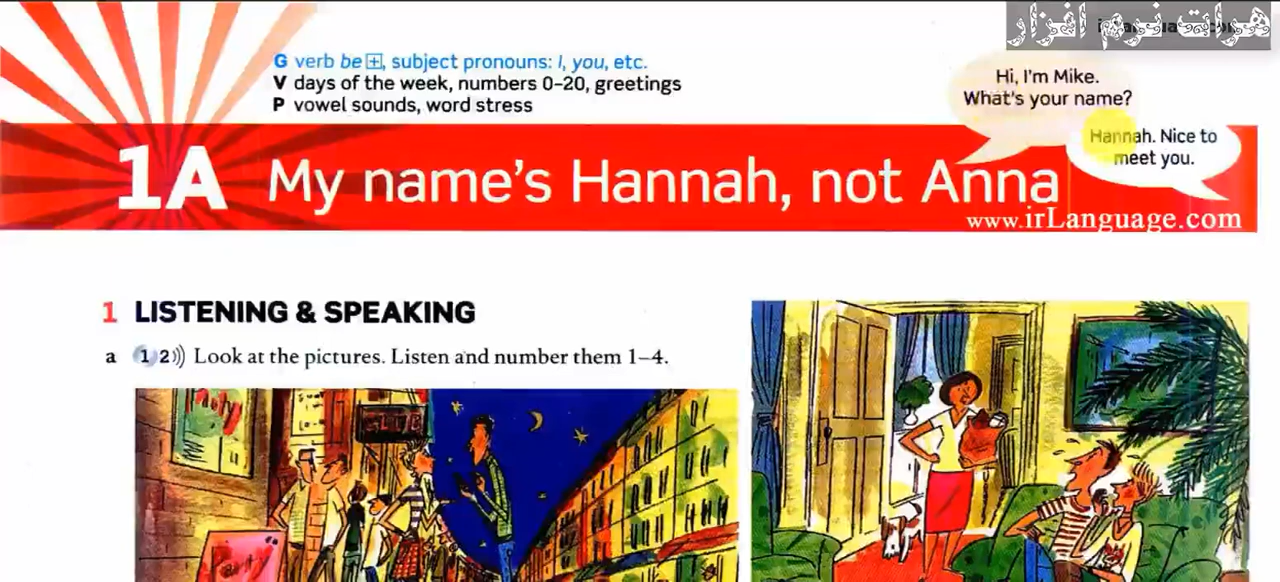 هرات نرم افزار
G verb be +, subject pronouns: I, you, etc.
V days of the week, numbers 0–20, greetings
P vowel sounds, word stress
Hi, I'm Mike.
What's your name?
Hannah. Nice to
meet you.
1A My name's Hannah, not Anna
www.irLanguage.com
1 LISTENING & SPEAKING
a 1 2)) Look at the pictures. Listen and number them 1–4.